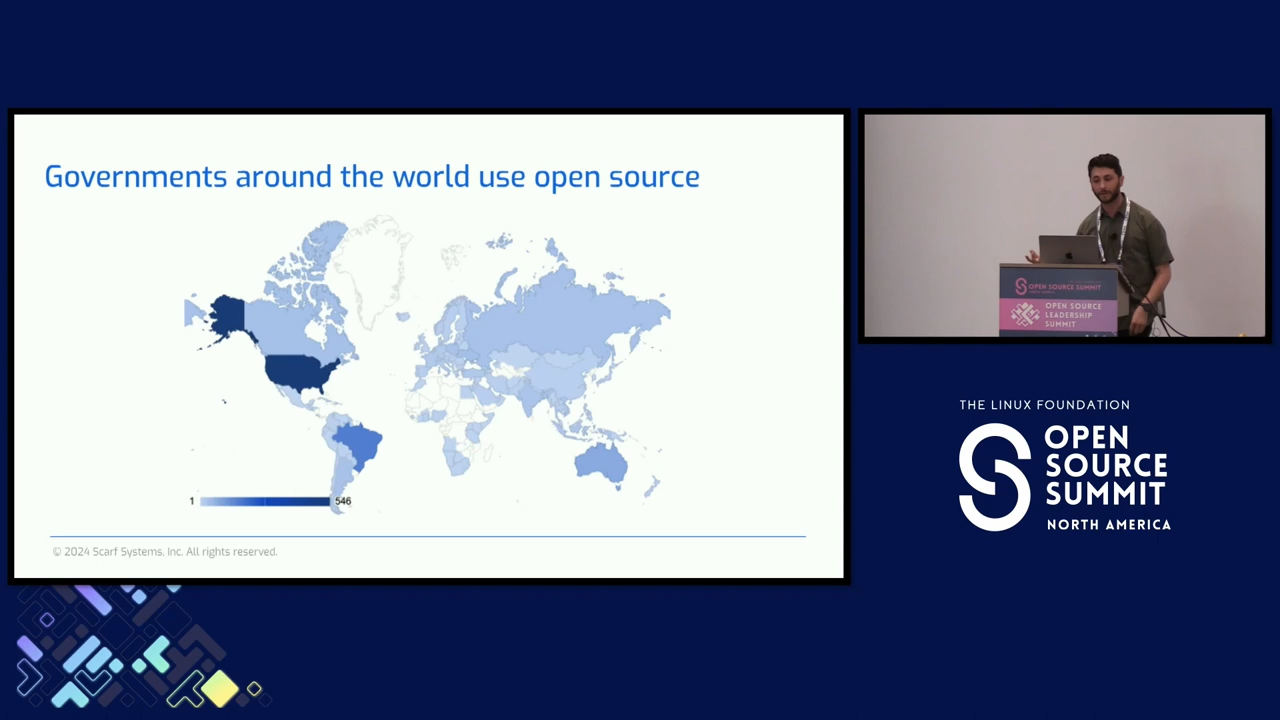 Governments around the world use open source
1
546
© 2024 Scarf Systems, Inc. All rights reserved.
OPEN SOURCE SUMMIT
OPEN SOURCE
LEADERSHIP
SUMMIT
THE LINUX FOUNDATION
OPEN
SOURCE
SUMMIT
NORTH AMERICA